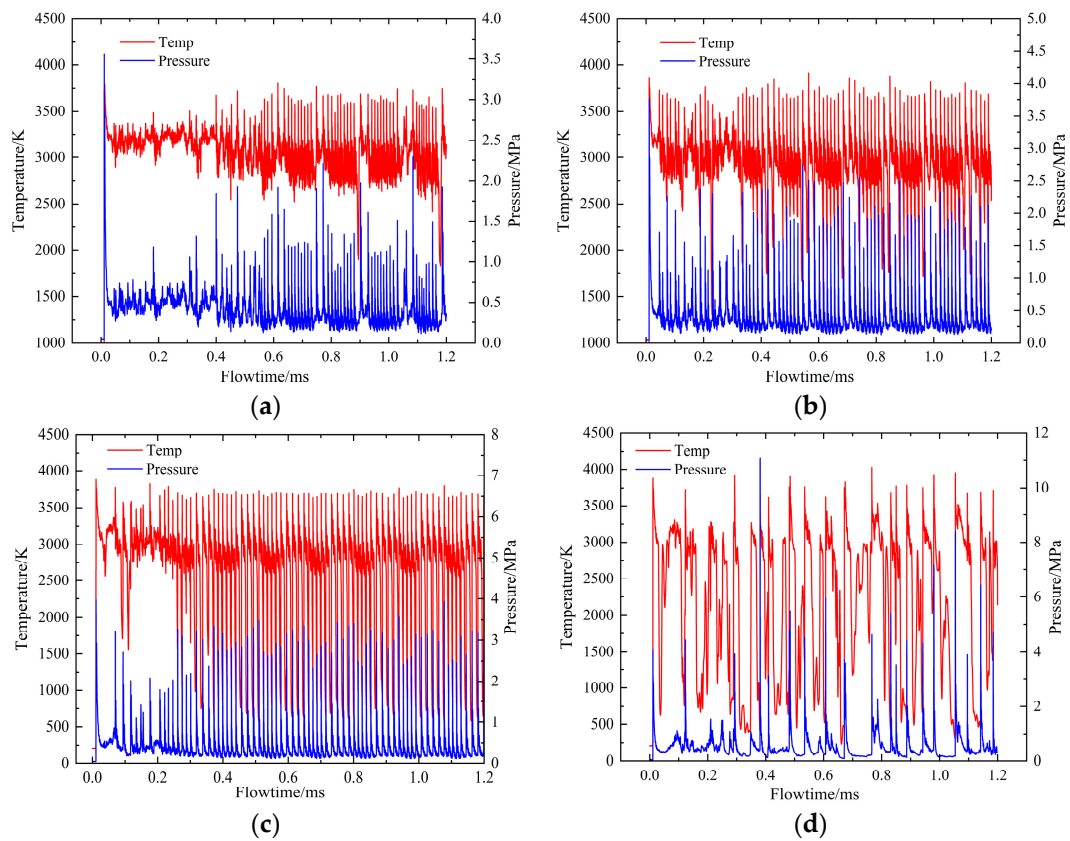 4500 4000 3500 3000 2500 2000 1500 1000
Temperature/K
Temp
Pressure
4.0 3.5 3.0 2.5 2.0 1.5 1.0 0.5 0.0
Pressure/MPa
0.0 0.2 0.4 0.6 0.8 1.0 1.2
Flowtime/ms
(a)
4500 4000 3500 3000 2500 2000 1500 1000
Temperature/K
Temp
Pressure
5.0 4.5 4.0 3.5 3.0 2.5 2.0 1.5 1.0 0.5 0.0
Pressure/MPa
0.0 0.2 0.4 0.6 0.8 1.0 1.2
Flowtime/ms
(b)
4500 4000 3500 3000 2500 2000 1500 1000 500 0
Temperature/K
Temp
Pressure
8 7 6 5 4 3 2 1 0
Pressure/MPa
0.0 0.2 0.4 0.6 0.8 1.0 1.2
Flowtime/ms
(c)
4500 4000 3500 3000 2500 2000 1500 1000 500 0
Temperature/K
Temp
Pressure
12 10 8 6 4 2 0
Pressure/MPa
0.0 0.2 0.4 0.6 0.8 1.0 1.2
Flowtime/ms
(d)